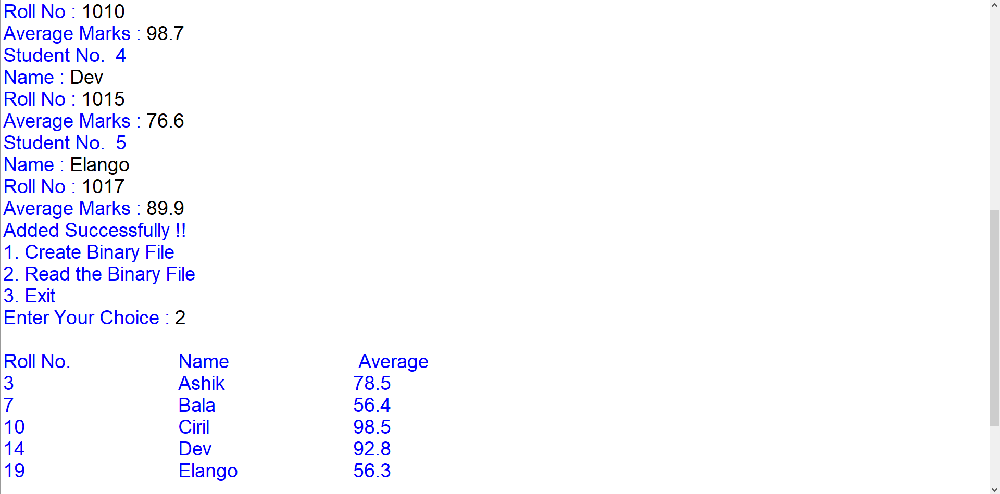 Roll No : 1010
Average Marks : 98.7
Student No.  4
Name : Dev
Roll No : 1015
Average Marks : 76.6
Student No.  5
Name : Elango
Roll No : 1017
Average Marks : 89.9
Added Successfully !!
1. Create Binary File
2. Read the Binary File
3. Exit
Enter Your Choice : 2
Roll No. Name Average
3 Ashik 78.5
7 Bala 56.4
10 Ciril 98.5
14 Dev 92.8
19 Elango 56.3